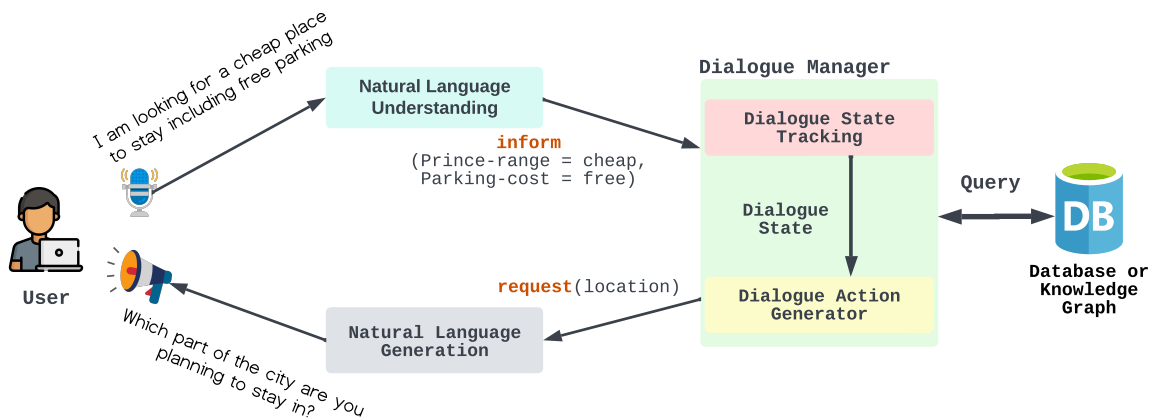 I am looking for a cheap place
to stay including free parking
Natural Language
Understanding
inform
(Prince-range = cheap,
Parking-cost = free)
Dialogue Manager
Dialogue State
Tracking
Dialogue
State
Dialogue Action
Generator
Query
DB
Database or
Knowledge
Graph
User
request(location)
Natural Language
Generation
Which part of the city are you
planning to stay in?